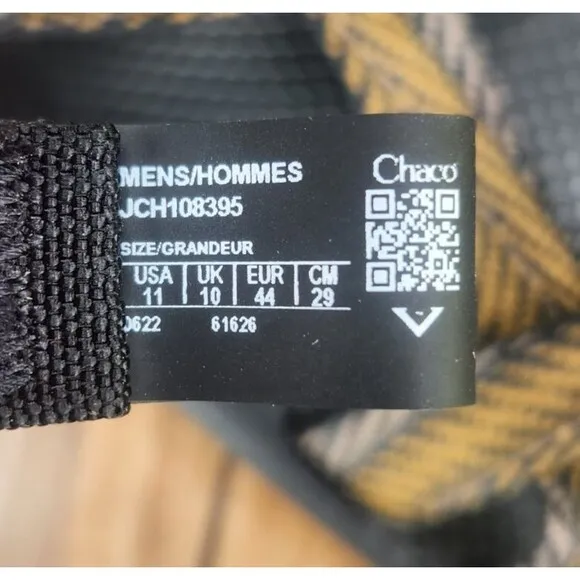 MENS/HOMMES
JCH108395
SIZE/GRANDEUR
USA UK EUR CM
11 10 44 29
0622 61626
Chaco